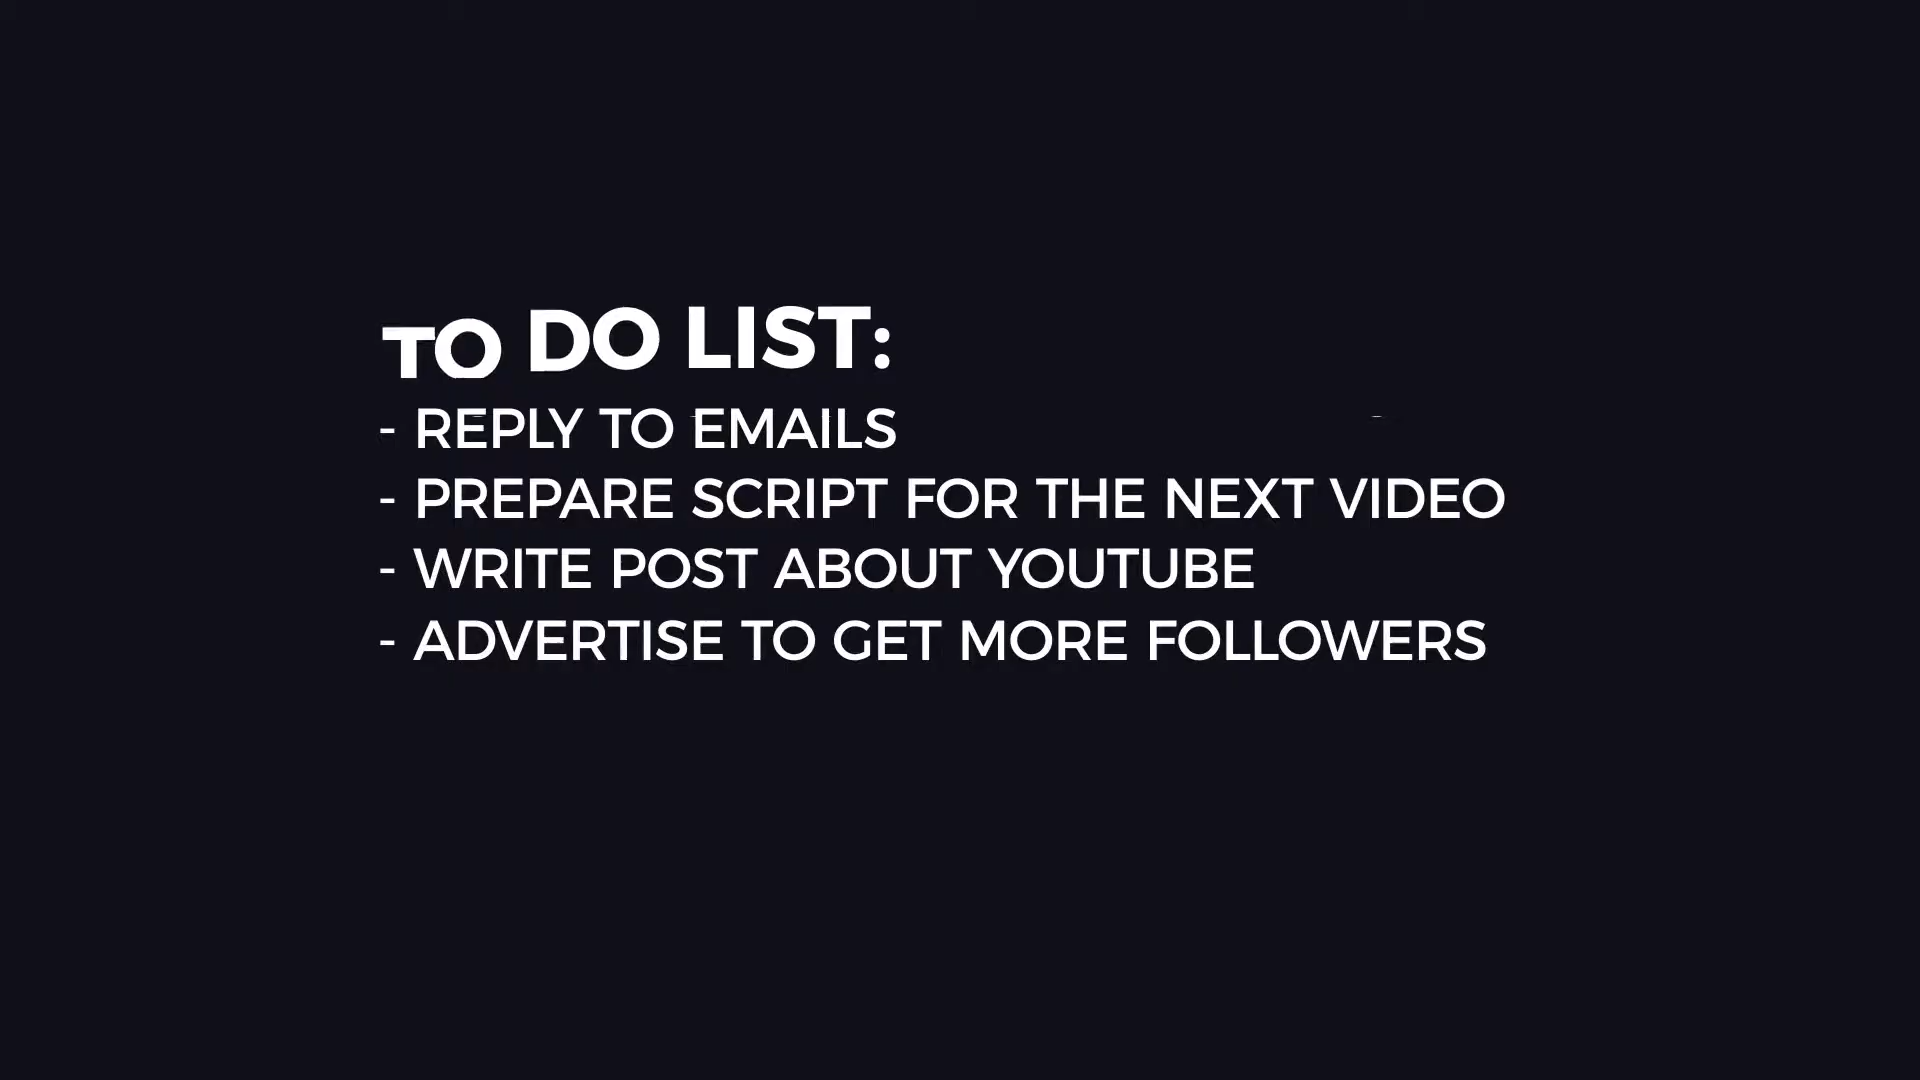 TO DO LIST:
- REPLY TO EMAILS
- PREPARE SCRIPT FOR THE NEXT VIDEO
- WRITE POST ABOUT YOUTUBE
- ADVERTISE TO GET MORE FOLLOWERS